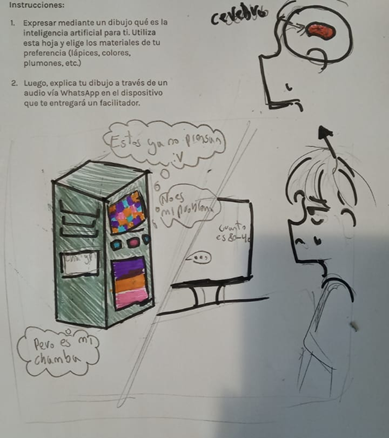 Instrucciones:
1. Expresar mediante un dibujo qué es la
inteligencia artificial para ti. Utiliza
esta hoja y elige los materiales de tu
preferencia (lápices, colores,
plumones, etc.)
2. Luego, explica tu dibujo a través de un
audio vía WhatsApp en el dispositivo
que te entregará un facilitador.
cerebro
Estos ya no piensan
:v
No es
mi problema
cuanto
es 80-40
...
Pero es mi
chamba